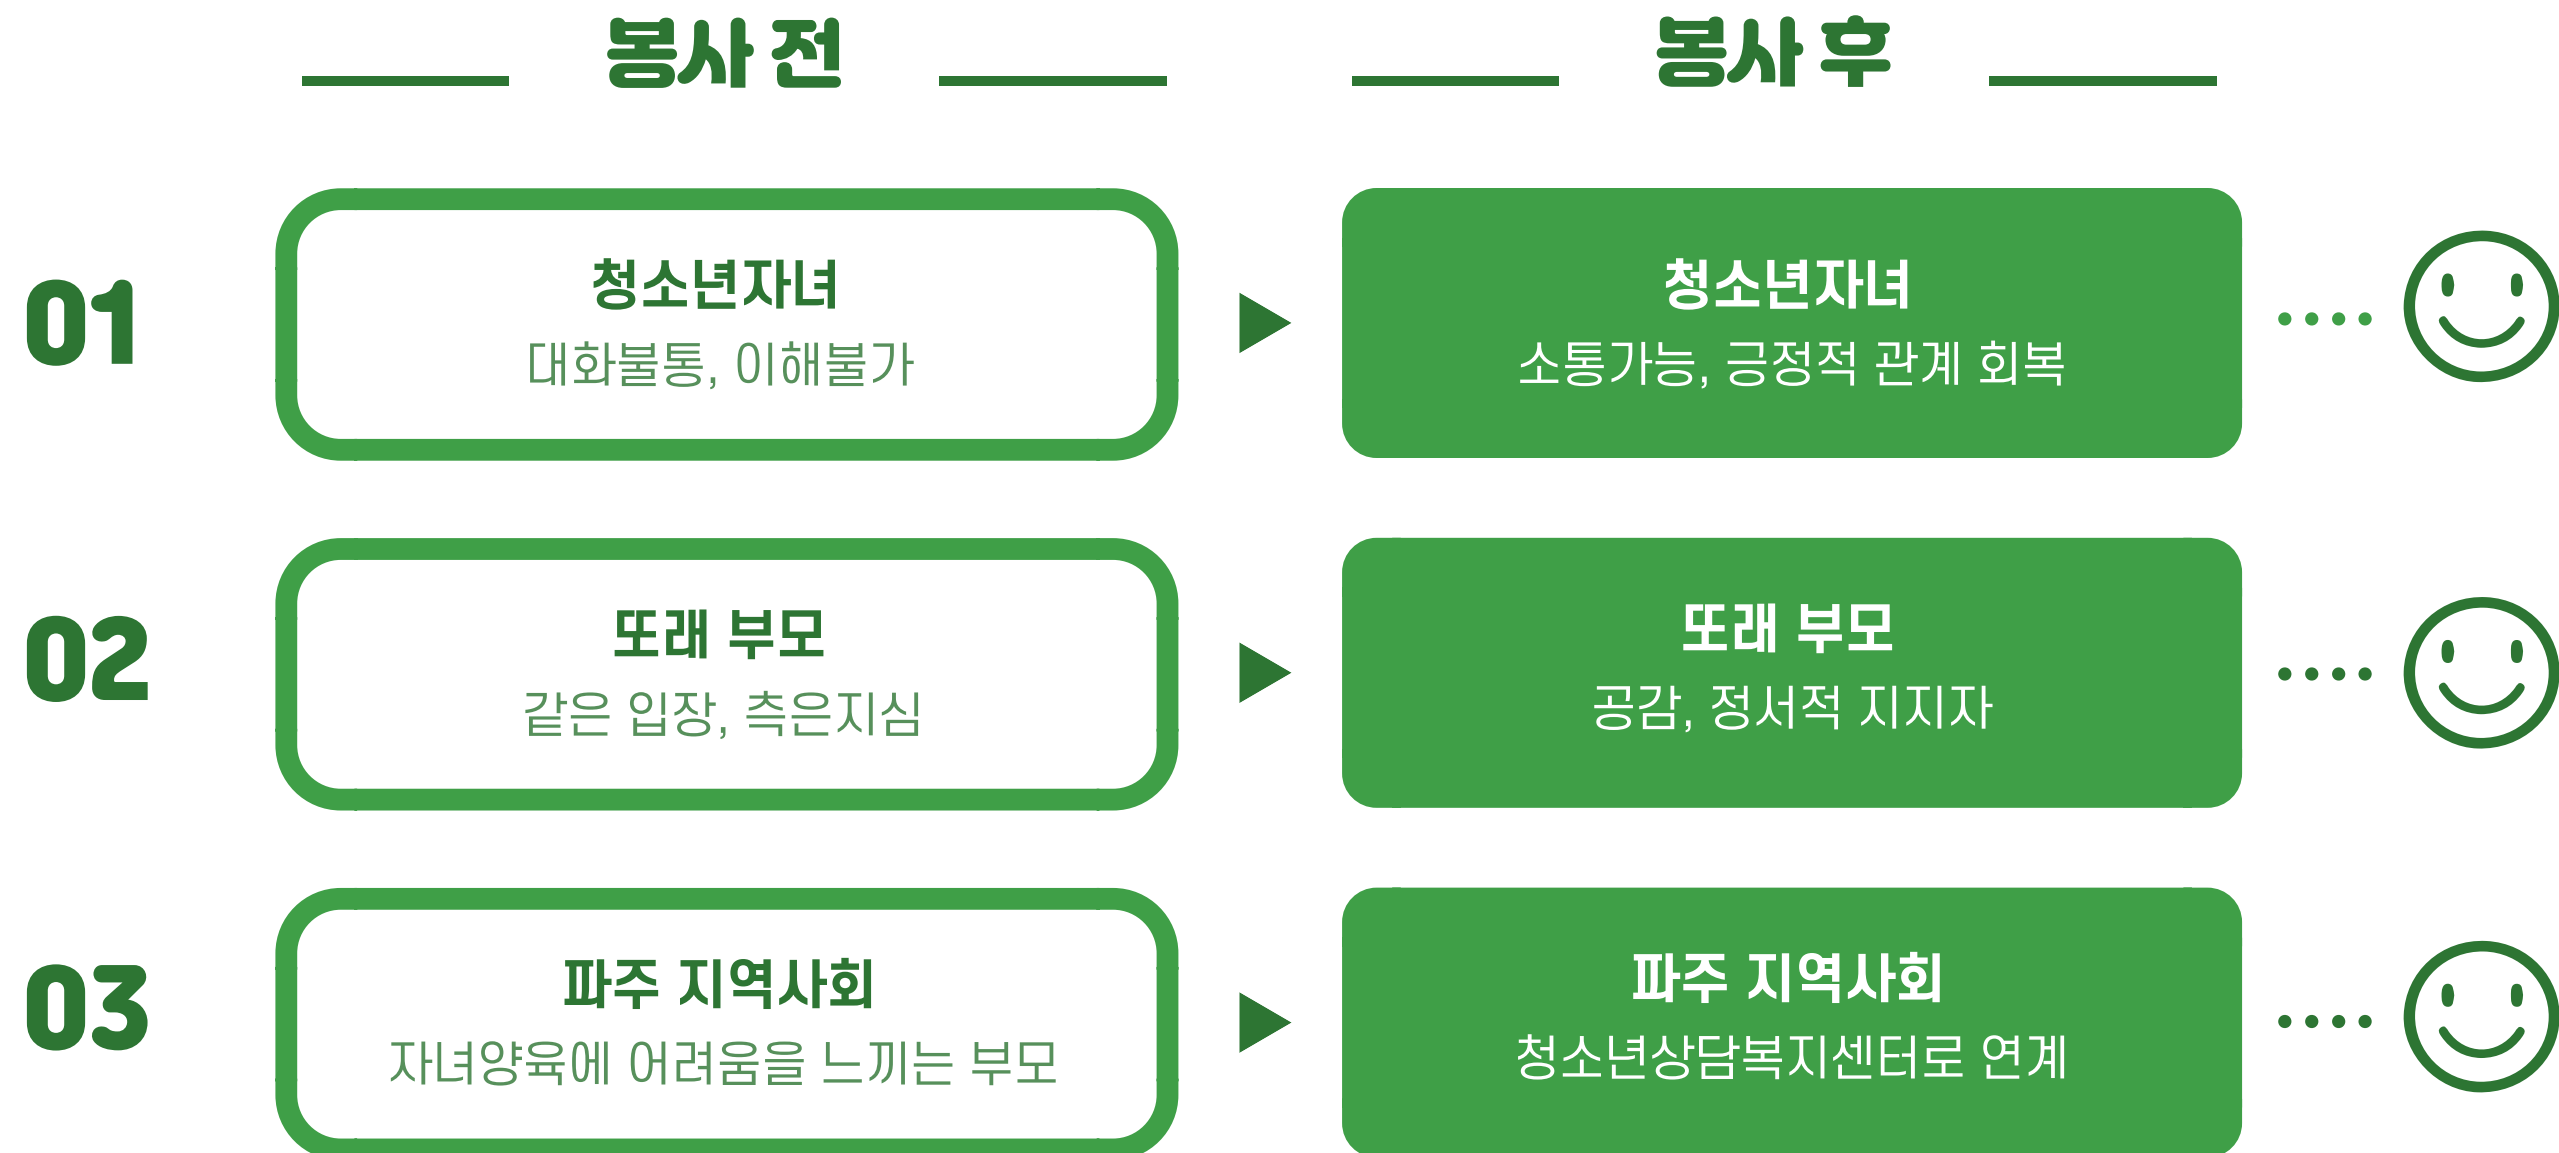 봉사 전
봉사 후
01
청소년자녀
대화불통, 이해불가
청소년자녀
소통가능, 긍정적 관계 회복
02
또래 부모
같은 입장, 측은지심
또래 부모
공감, 정서적 지지자
03
파주 지역사회
자녀양육에 어려움을 느끼는 부모
파주 지역사회
청소년상담복지센터로 연계